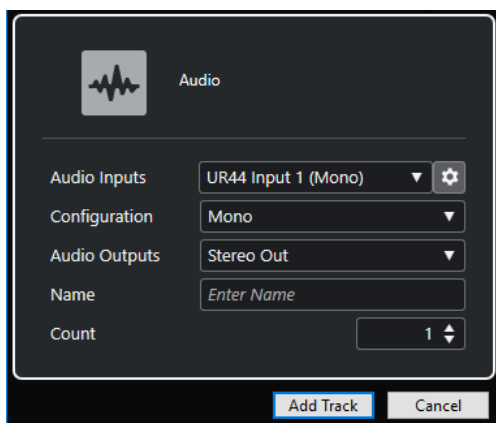 Audio
Audio Inputs UR44 Input 1 (Mono)
Configuration Mono
Audio Outputs Stereo Out
Name Enter Name
Count 1
Add Track Cancel